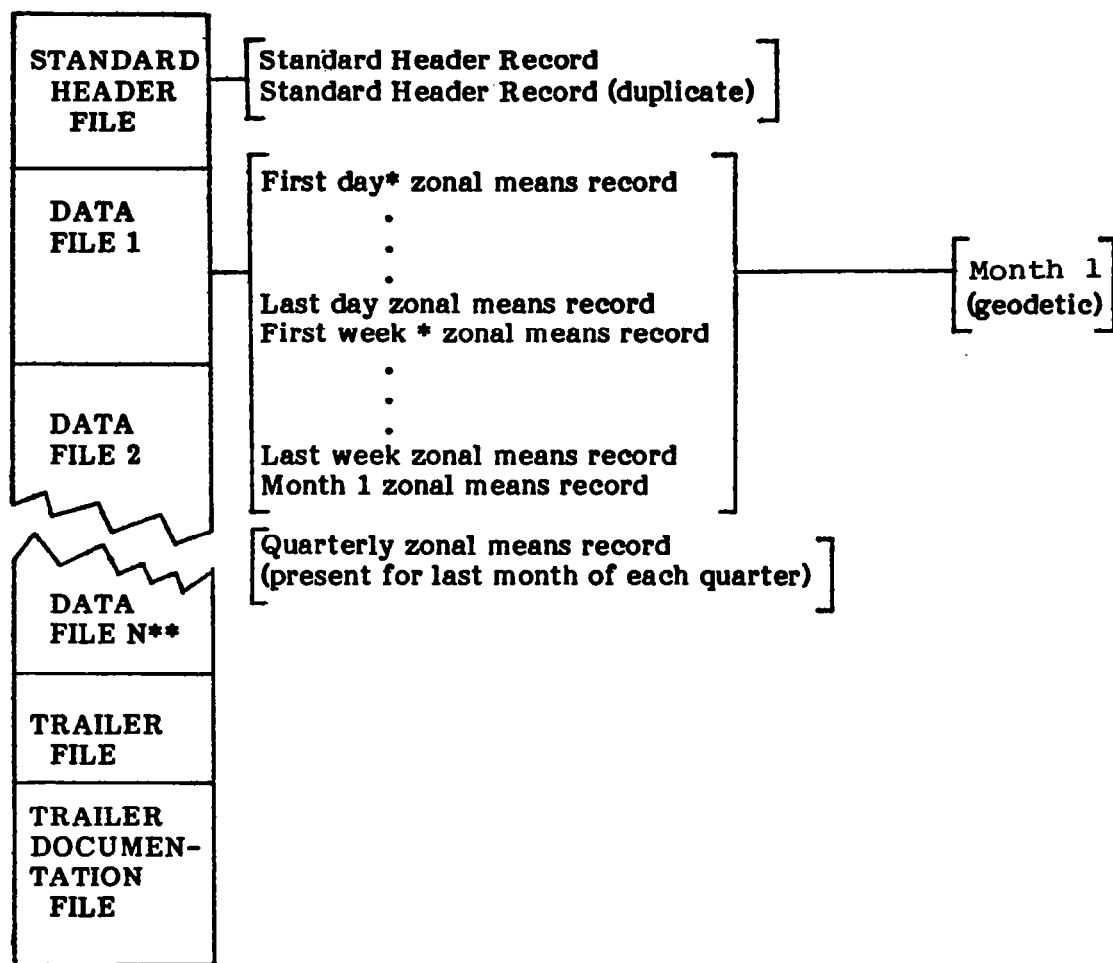 STANDARD
HEADER
FILE
Standard Header Record
Standard Header Record (duplicate)
DATA
FILE 1
First day* zonal means record
.
.
.
Last day zonal means record
First week * zonal means record
.
.
.
Last week zonal means record
Month 1 zonal means record
Month 1
(geodetic)
DATA
FILE 2
Quarterly zonal means record
(present for last month of each quarter)
DATA
FILE N**
TRAILER
FILE
TRAILER
DOCUMEN-
TATION
FILE